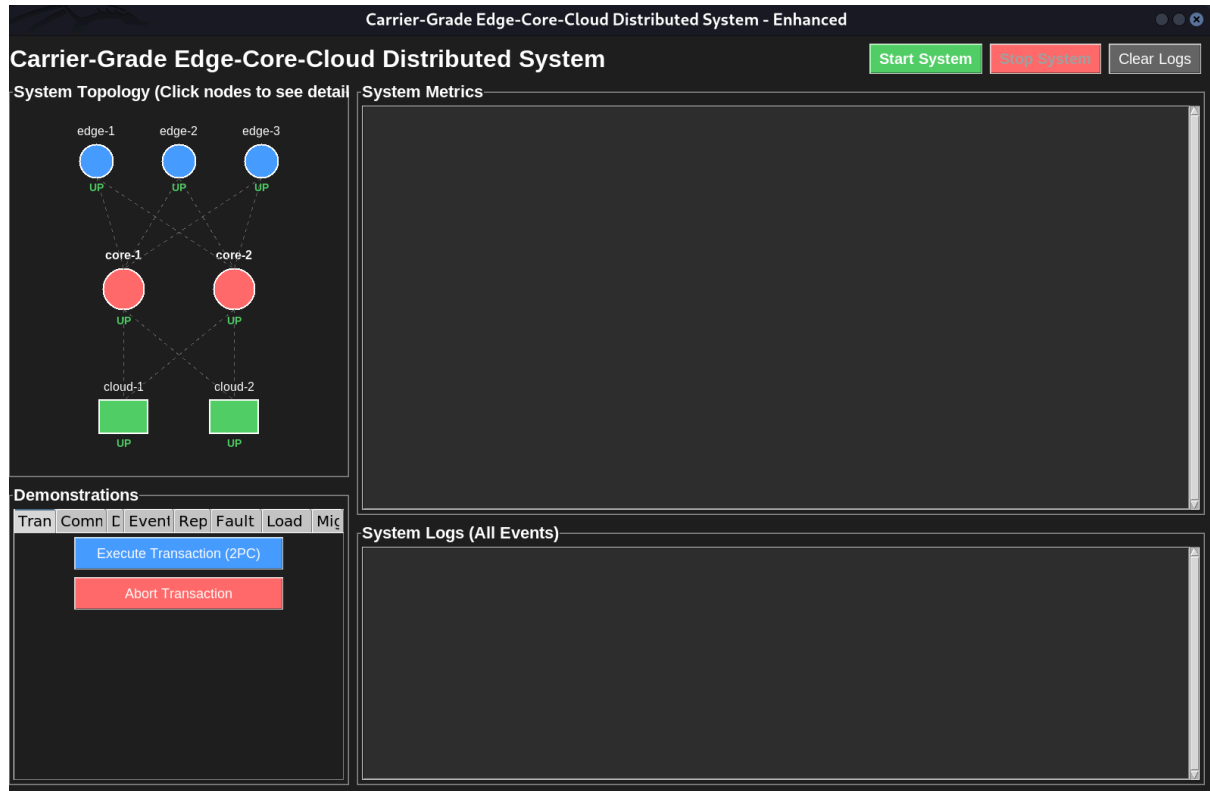 Carrier-Grade Edge-Core-Cloud Distributed System - Enhanced
Carrier-Grade Edge-Core-Cloud Distributed System
Start System
Stop System
Clear Logs
System Topology (Click nodes to see detail
System Metrics
edge-1 edge-2 edge-3
UP UP UP
core-1 core-2
UP UP
cloud-1 cloud-2
UP UP
Demonstrations
Tran Comn D Event Rep Fault Load Mig
Execute Transaction (2PC)
Abort Transaction
System Logs (All Events)